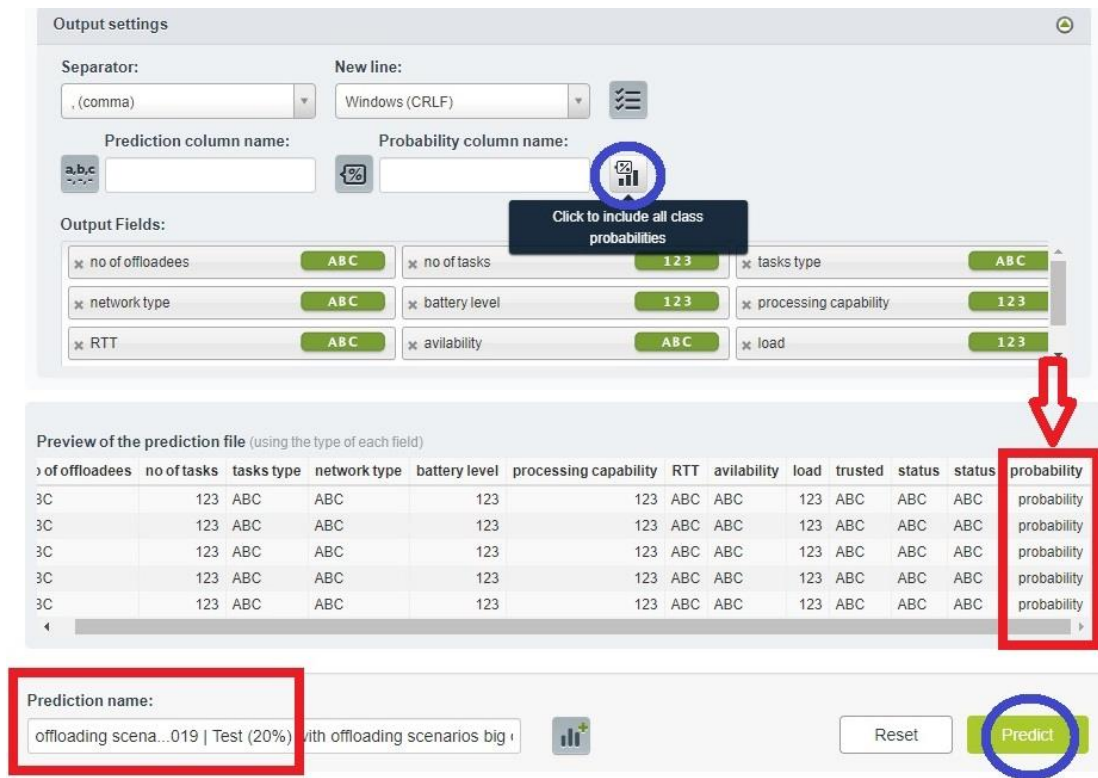 Output settings
Separator: New line:
, (comma) Windows (CRLF)
Prediction column name: Probability column name:
a,b,c
%
%
Click to include all class
probabilities
Output Fields:
× no of offloadees ABC × no of tasks 123 × tasks type ABC
× network type ABC × battery level 123 × processing capability 123
× RTT ABC × avilability ABC × load 123
Preview of the prediction file (using the type of each field)
of offloadees no of tasks tasks type network type battery level processing capability RTT avilability load trusted status status probability
BC 123 ABC ABC 123 123 ABC ABC 123 ABC ABC ABC probability
BC 123 ABC ABC 123 123 ABC ABC 123 ABC ABC ABC probability
BC 123 ABC ABC 123 123 ABC ABC 123 ABC ABC ABC probability
BC 123 ABC ABC 123 123 ABC ABC 123 ABC ABC ABC probability
BC 123 ABC ABC 123 123 ABC ABC 123 ABC ABC ABC probability
Prediction name:
offloading scena...019 | Test (20%) with offloading scenarios big
Reset Predict